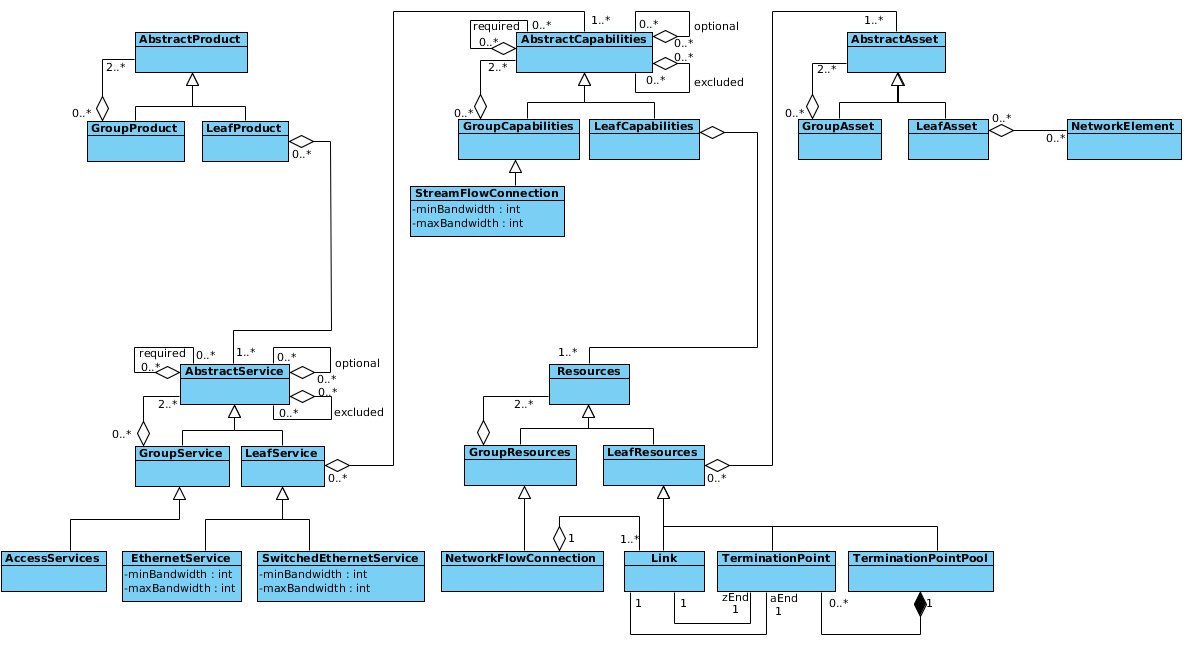 1..*
1..*
required
0..*
0..*
optional
AbstractProduct
AbstractCapabilities
AbstractAsset
0..*
0..*
0..*
2..*
2..*
2..*
0..*
excluded
0..*
0..*
0..*
GroupProduct
LeafProduct
GroupCapabilities
LeafCapabilities
GroupAsset
LeafAsset
0..*
NetworkElement
0..*
0..*
StreamFlowConnection
-minBandwidth : int
-maxBandwidth : int
required
0..*
1..*
0..*
optional
1..*
0..*
AbstractService
0..*
Resources
0..*
2..*
0..*
excluded
2..*
0..*
GroupService
LeafService
0..*
GroupResources
LeafResources
0..*
1
1..*
AccessServices
EthernetService
-minBandwidth : int
-maxBandwidth : int
SwitchedEthernetService
-minBandwidth : int
-maxBandwidth : int
NetworkFlowConnection
Link
TerminationPoint
TerminationPointPool
1
1
zEnd
1
aEnd
1
0..*
1